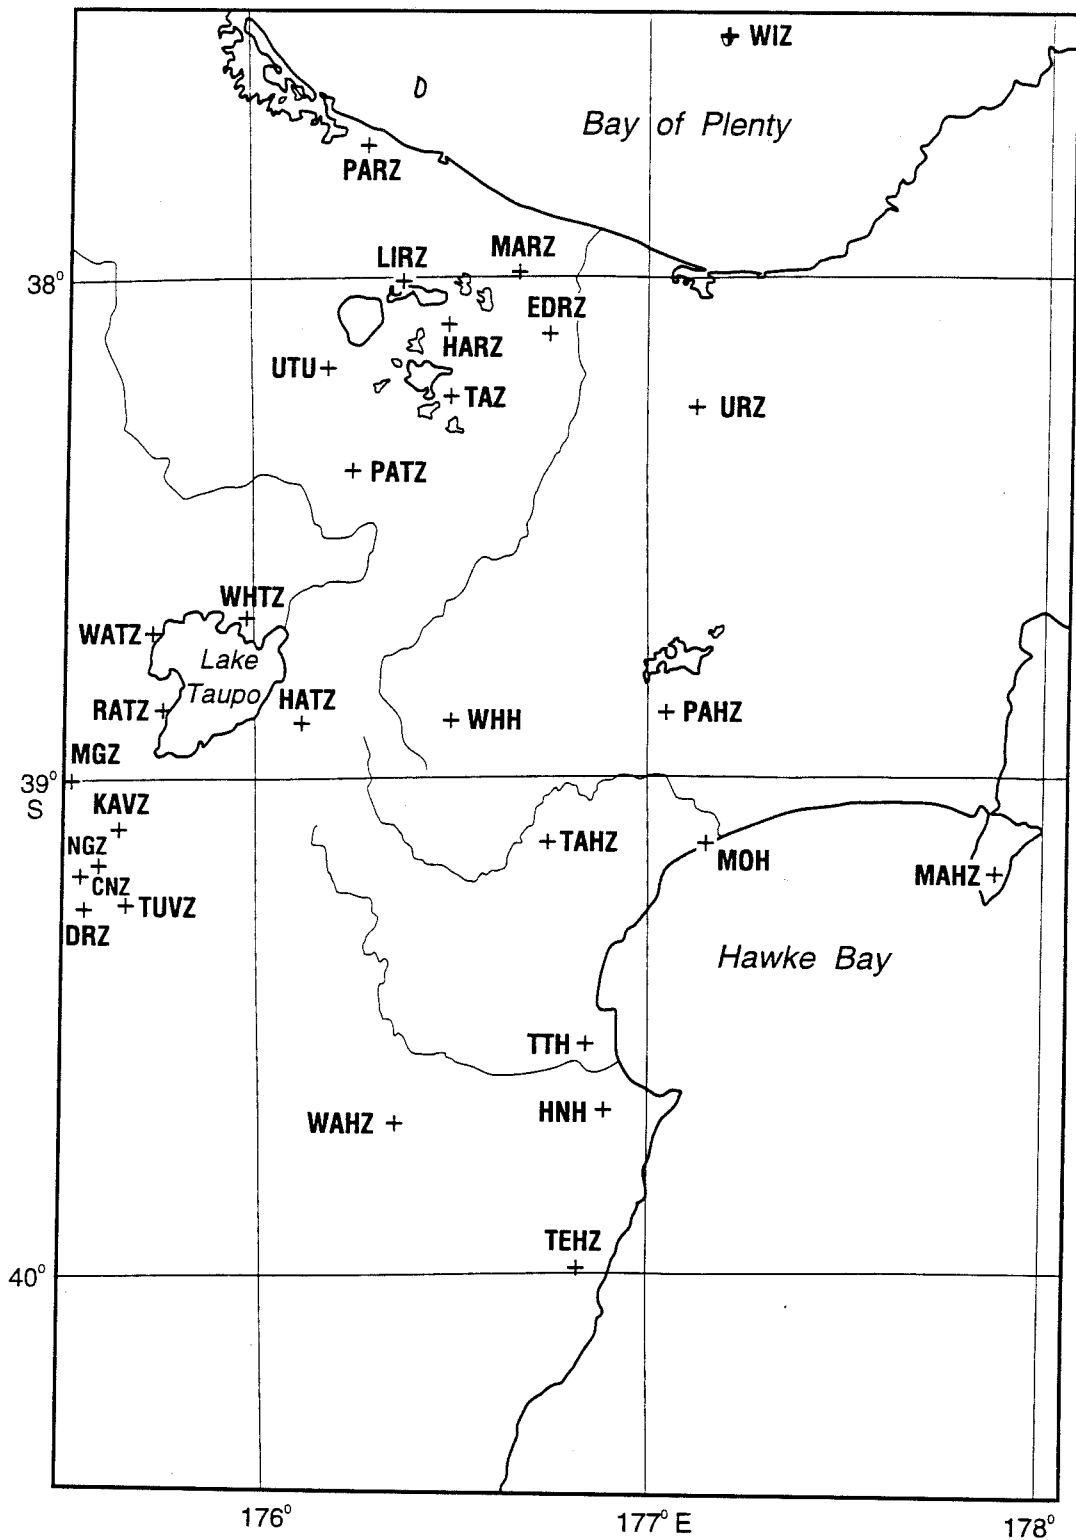 WIZ
Bay of Plenty
PARZ
MARZ
LIRZ
38°
EDRZ
HARZ
UTU
TAZ
URZ
PATZ
WHTZ
WATZ
Lake
Taupo
HATZ
RATZ
WHH
PAHZ
MGZ
39°
S
KAVZ
NGZ
TAHZ
MOH
CNZ
MAHZ
TUVZ
DRZ
Hawke Bay
TTH
HNH
WAHZ
TEHZ
40°
176°
177° E
178°